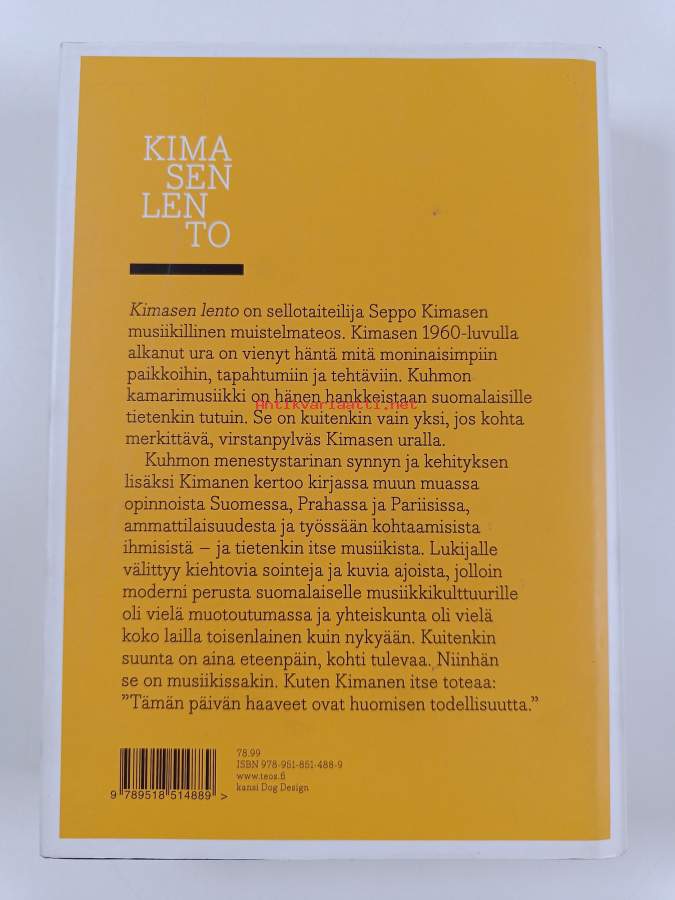 KIMA
SEN
LEN
TO
Kimasen lento on sellotaiteilija Seppo Kimasen
musiikillinen muistelmateos. Kimasen 1960-luvulla
alkanut ura on vienyt häntä mitä moninaisimpiin
paikkoihin, tapahtumiin ja tehtäviin. Kuhmon
kamarimusiikki on hänen hankkeistaan suomalaisille
Antikvariaatti.net
tietenkin tutuin. Se on kuitenkin vain yksi, jos kohta
merkittävä, virstanpylväs Kimasen uralla.
Kuhmon menestystarinan synnyn ja kehityksen
lisäksi Kimanen kertoo kirjassa muun muassa
opinnoista Suomessa, Prahassa ja Pariisissa,
ammattilaisuudesta ja työssään kohtaamisista
ihmisistä – ja tietenkin itse musiikista. Lukijalle
välittyy kiehtovia sointeja ja kuvia ajoista, jolloin
moderni perusta suomalaiselle musiikkikulttuurille
oli vielä muotoutumassa ja yhteiskunta oli vielä
koko lailla toisenlainen kuin nykyään. Kuitenkin
suunta on aina eteenpäin, kohti tulevaa. Niinhän
se on musiikissakin. Kuten Kimanen itse toteaa:
”Tämän päivän haaveet ovat huomisen todellisuutta.”
78.99
ISBN 978-951-851-488-9
www.teos.fi
kansi Dog Design
9 789518 514889 >